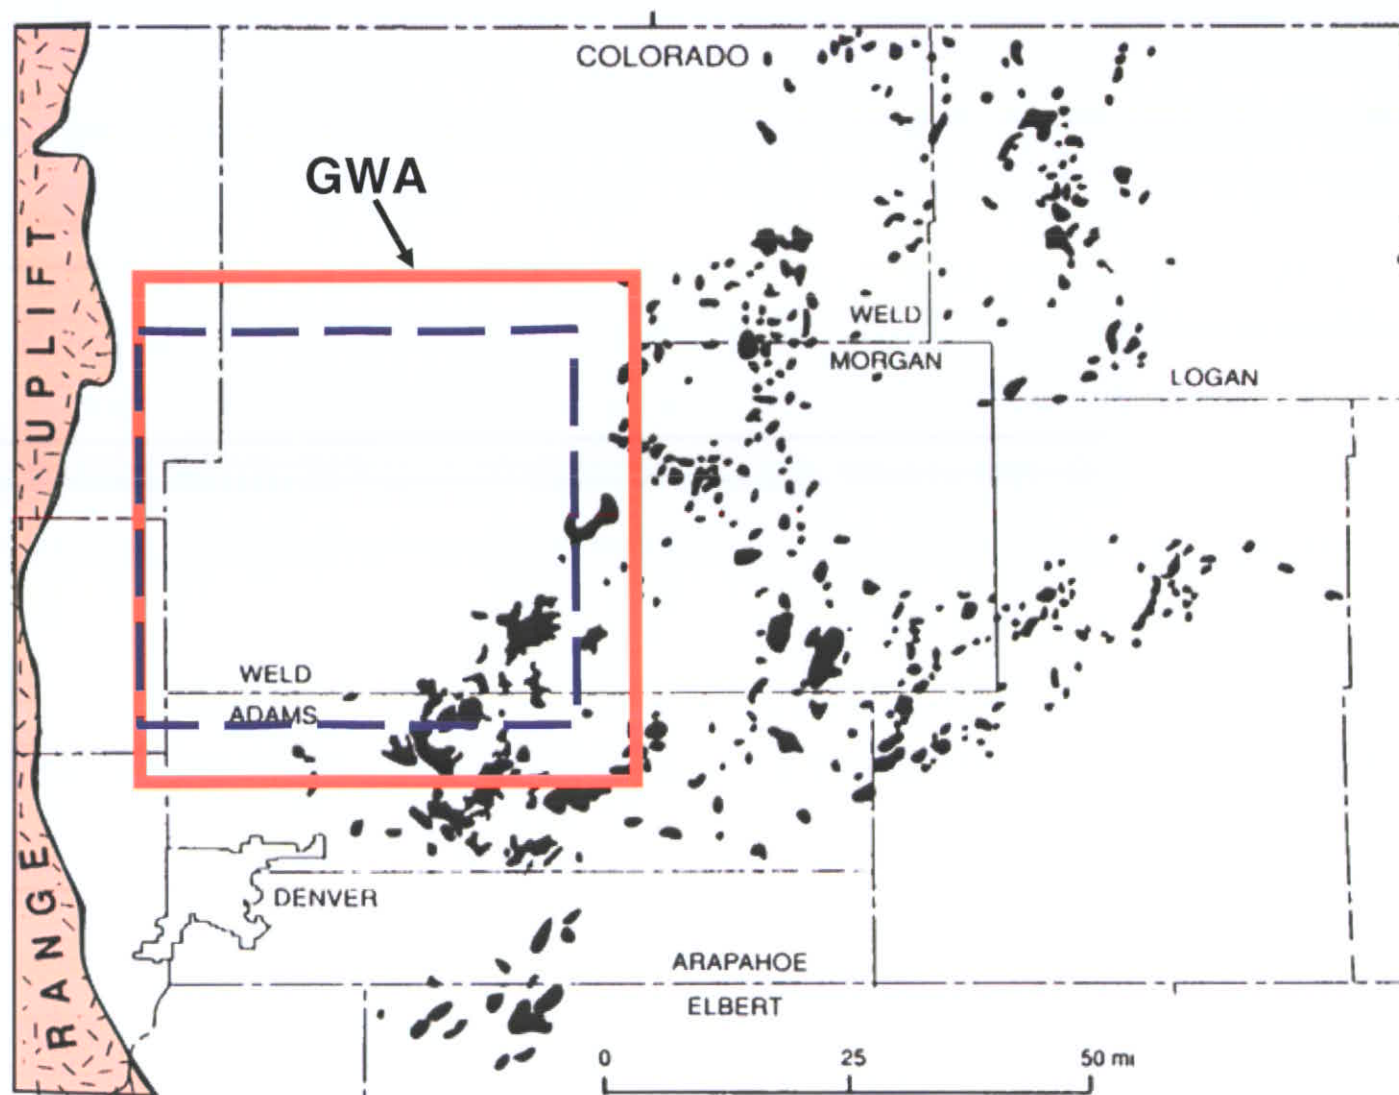 COLORADO
GWA
WELD
MORGAN
LOGAN
WELD
ADAMS
DENVER
ARAPAHOE
ELBERT
RANGE UPLIFT
0 25 50 mi